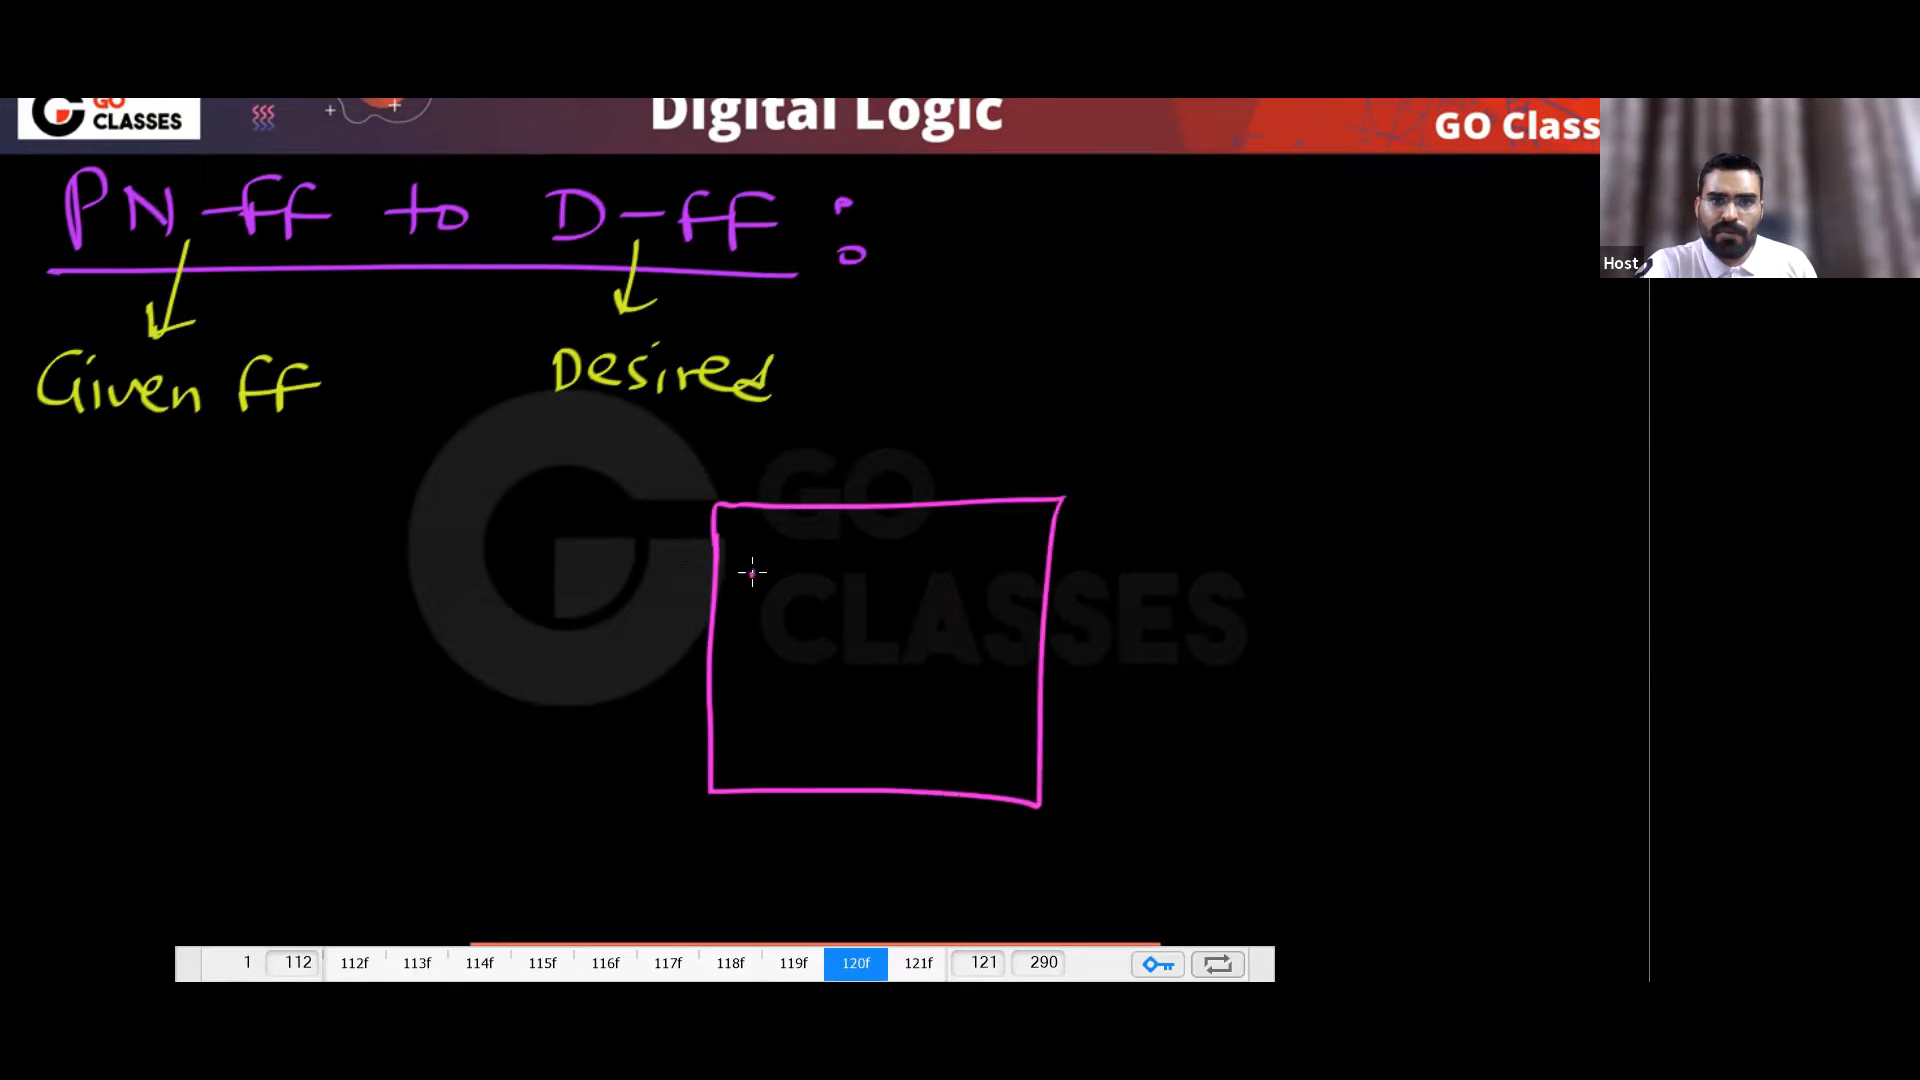 GO
CLASSES
Digital Logic
GO Class
Host
PN-ff to D-ff :
Given ff
Desired
GO
CLASSES
1 112 112f 113f 114f 115f 116f 117f 118f 119f 120f 121f 121 290